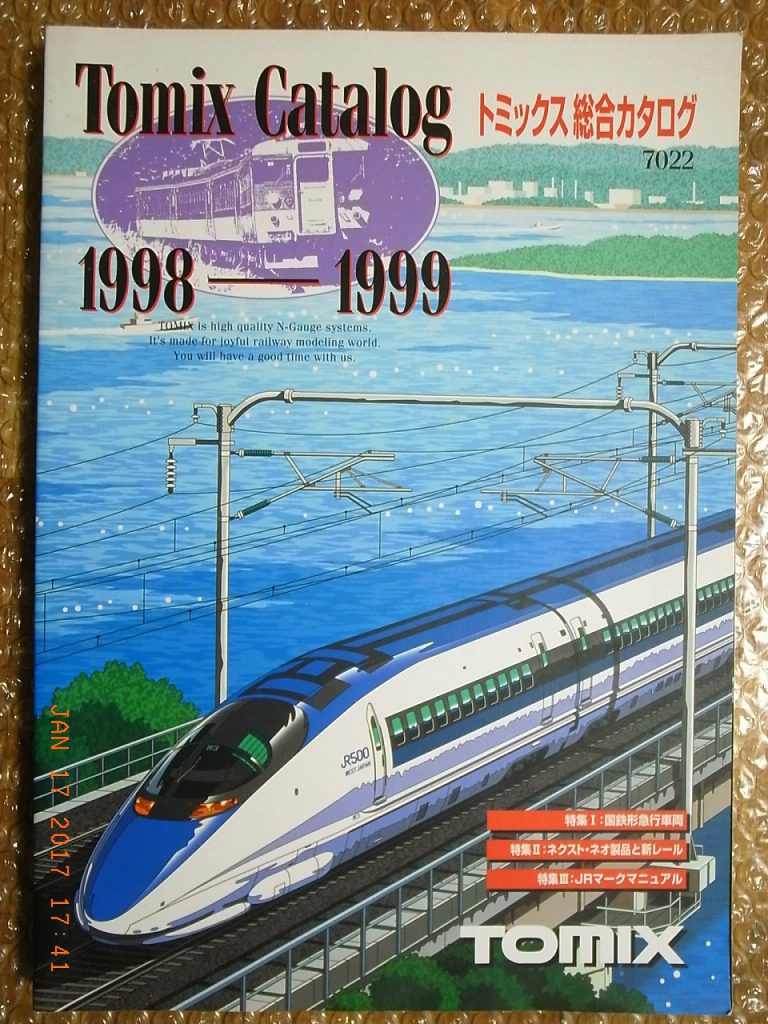 Tomix Catalog
トミックス総合カタログ
7022
1998—1999
TOMIX is high quality N-Gauge systems.
It's made for joyful railway modeling world.
You will have a good time with us.
JR500
WEST JAPAN
W3
特集Ⅰ:国鉄形急行車両
特集Ⅱ:ネクスト・ネオ製品と新レール
特集Ⅲ:JRマークマニュアル
TOMIX
JAN 17 2017 17:41